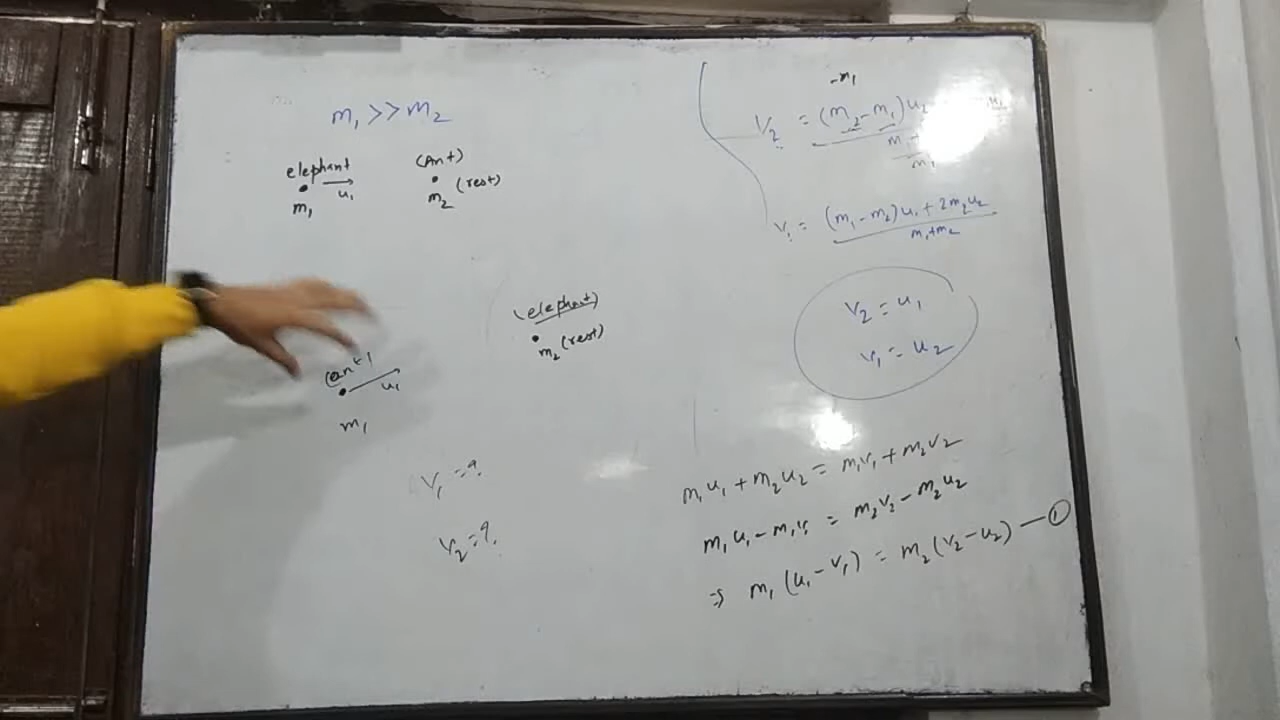 m₁ >> m₂
elephant
u₁
m₁
(Ant)
m₂ (rest)
(ant)
u₁
m₁
(elephant)
m₂ (rest)
v₁ = ?
v₂ = ?
-m₁
v₂ = (m₂-m₁)u₂
m₁
v₁ = (m₁-m₂)u₁ + 2m₂u₂
m₁+m₂
v₂ = u₁
v₁ = u₂
m₁u₁ + m₂u₂ = m₁v₁ + m₂v₂
m₁u₁ - m₁v₁ = m₂v₂ - m₂u₂
⇒ m₁(u₁-v₁) = m₂(v₂-u₂) — ①